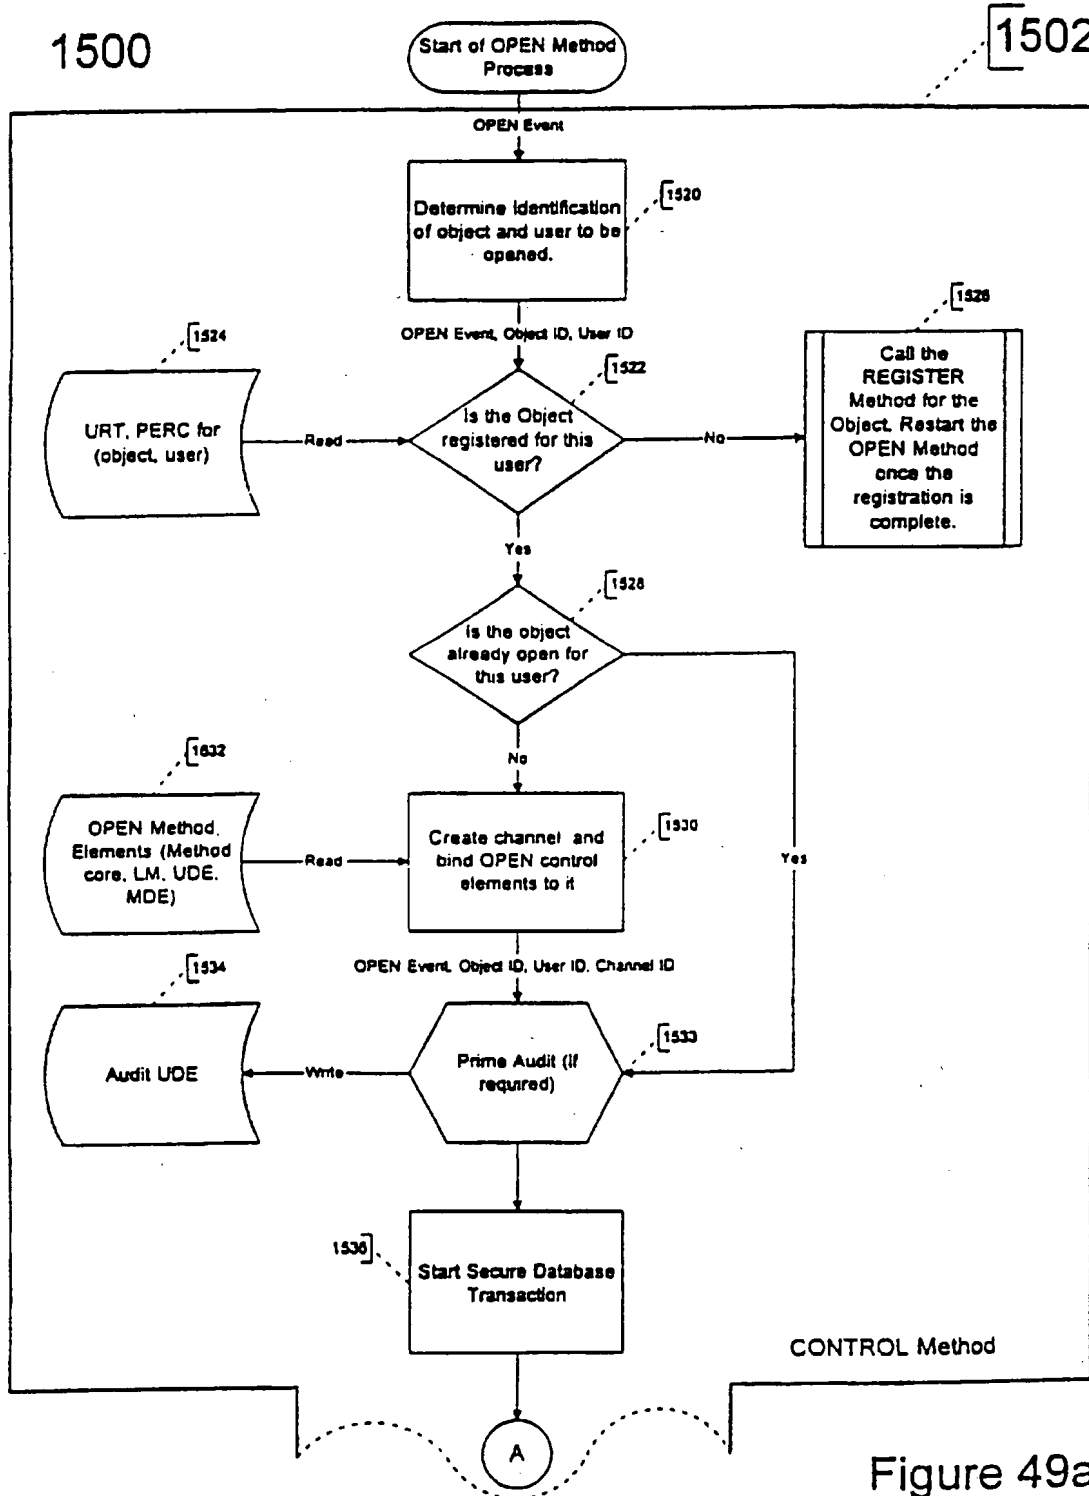 1500
1502
Start of OPEN Method
Process
OPEN Event
Determine Identification
of object and user to be
opened.
1520
OPEN Event, Object ID, User ID
1524
URT, PERC for
(object, user)
Read
1522
Is the Object
registered for this
user?
No
1526
Call the
REGISTER
Method for the
Object. Restart the
OPEN Method
once the
registration is
complete.
Yes
1528
Is the object
already open for
this user?
No
Yes
1532
OPEN Method.
Elements (Method
core, LM, UDE,
MDE)
Read
1530
Create channel and
bind OPEN control
elements to it
OPEN Event, Object ID, User ID, Channel ID
1534
Audit UDE
Write
1533
Prime Audit (if
required)
1536
Start Secure Database
Transaction
CONTROL Method
A
Figure 49a